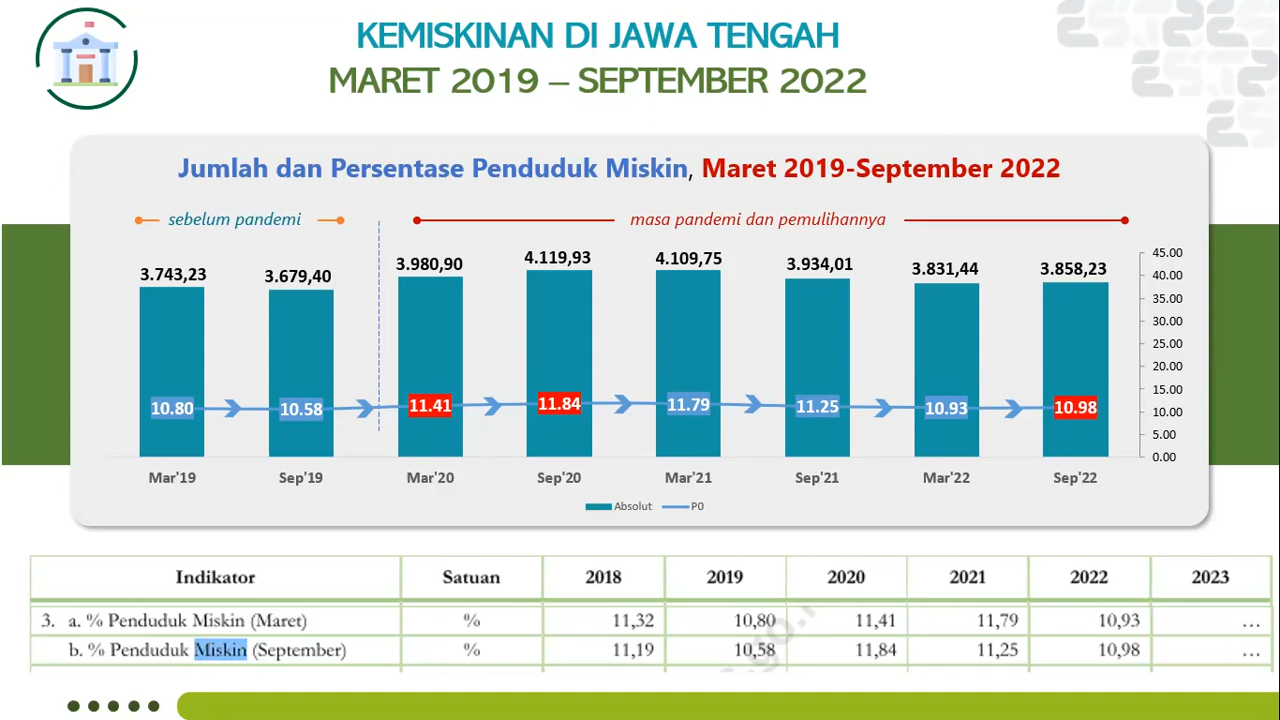 KEMISKINAN DI JAWA TENGAH
MARET 2019 – SEPTEMBER 2022
Jumlah dan Persentase Penduduk Miskin, Maret 2019-September 2022
sebelum pandemi
masa pandemi dan pemulihannya
3.743,23 3.679,40 3.980,90 4.119,93 4.109,75 3.934,01 3.831,44 3.858,23
45.00
40.00
35.00
30.00
25.00
20.00
15.00
10.00
5.00
0.00
10.80 10.58 11.41 11.84 11.79 11.25 10.93 10.98
Mar'19 Sep'19 Mar'20 Sep'20 Mar'21 Sep'21 Mar'22 Sep'22
Absolut P0
Indikator Satuan 2018 2019 2020 2021 2022 2023
3. a. % Penduduk Miskin (Maret) % 11,32 10,80 11,41 11,79 10,93 ...
b. % Penduduk Miskin (September) % 11,19 10,58 11,84 11,25 10,98 ...